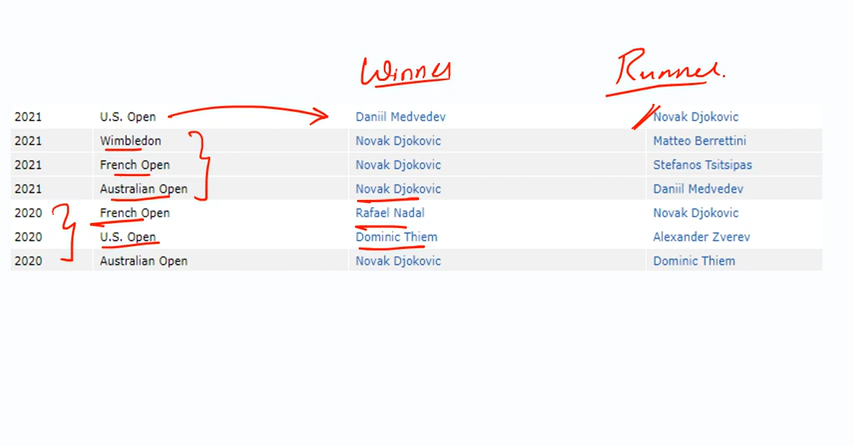 Winner Runner.
2021 U.S. Open Daniil Medvedev Novak Djokovic
2021 Wimbledon Novak Djokovic Matteo Berrettini
2021 French Open Novak Djokovic Stefanos Tsitsipas
2021 Australian Open Novak Djokovic Daniil Medvedev
2020 French Open Rafael Nadal Novak Djokovic
2020 U.S. Open Dominic Thiem Alexander Zverev
2020 Australian Open Novak Djokovic Dominic Thiem